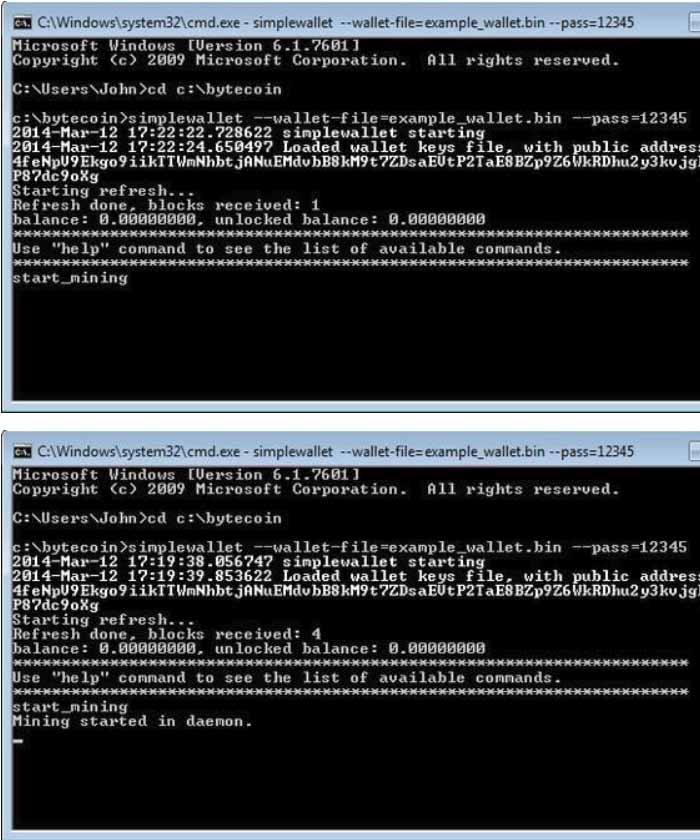 C:\Windows\system32\cmd.exe - simplewallet --wallet-file=example_wallet.bin --pass=12345
Microsoft Windows [Version 6.1.7601]
Copyright (c) 2009 Microsoft Corporation. All rights reserved.
C:\Users\John>cd c:\bytecoin
c:\bytecoin>simplewallet --wallet-file=example_wallet.bin --pass=12345
2014-Mar-12 17:22:22.728622 simplewallet starting
2014-Mar-12 17:22:24.650497 Loaded wallet keys file, with public address
4feNpV9Ekgo9iikTTWmNhbtjANuEMdvbB8kM9t7ZDsaEVtP2TaE8BZp9Z6WkRDhu2y3kvjg
P87dc9oXg
Starting refresh...
Refresh done, blocks received: 1
balance: 0.00000000, unlocked balance: 0.00000000
**********************************************************************
Use "help" command to see the list of available commands.
**********************************************************************
start_mining
C:\Windows\system32\cmd.exe - simplewallet --wallet-file=example_wallet.bin --pass=12345
Microsoft Windows [Version 6.1.7601]
Copyright (c) 2009 Microsoft Corporation. All rights reserved.
C:\Users\John>cd c:\bytecoin
c:\bytecoin>simplewallet --wallet-file=example_wallet.bin --pass=12345
2014-Mar-12 17:19:38.056747 simplewallet starting
2014-Mar-12 17:19:39.853622 Loaded wallet keys file, with public address
4feNpV9Ekgo9iikTTWmNhbtjANuEMdvbB8kM9t7ZDsaEVtP2TaE8BZp9Z6WkRDhu2y3kvjg
P87dc9oXg
Starting refresh...
Refresh done, blocks received: 4
balance: 0.00000000, unlocked balance: 0.00000000
**********************************************************************
Use "help" command to see the list of available commands.
**********************************************************************
start_mining
Mining started in daemon.